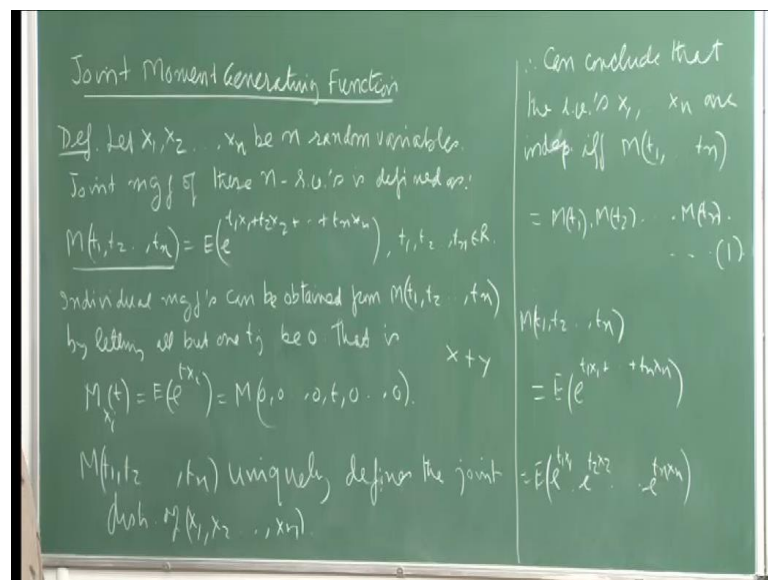 Joint Moment Generating Function
Def. Let x₁, x₂ . . , xₙ be n random variables.
Joint mgf of these n - r.v.'s is defined as:
M(t₁, t₂ . . , tₙ) = E(e^{t₁x₁+t₂x₂+ . . +tₙxₙ}), t₁, t₂ . , tₙ ∈ R.
Individual mgf's can be obtained from M(t₁, t₂ . . , tₙ)
by letting all but one tⱼ be 0. That is
x + y
M_{xᵢ}(t) = E(e^{txᵢ}) = M(0, 0 . , 0, t, 0 . . , 0).
M(t₁, t₂ , tₙ) uniquely defines the joint
distn. of (x₁, x₂ . . , xₙ).
∴ Can conclude that
the r.v.'s x₁, xₙ are
indep. iff M(t₁, tₙ)
= M(t₁). M(t₂) . . . M(tₙ).
. . . (1)
M(t₁, t₂ . . , tₙ)
= E(e^{t₁x₁+ +tₙxₙ})
= E(e^{t₁x₁} . e^{t₂x₂} . . e^{tₙxₙ})